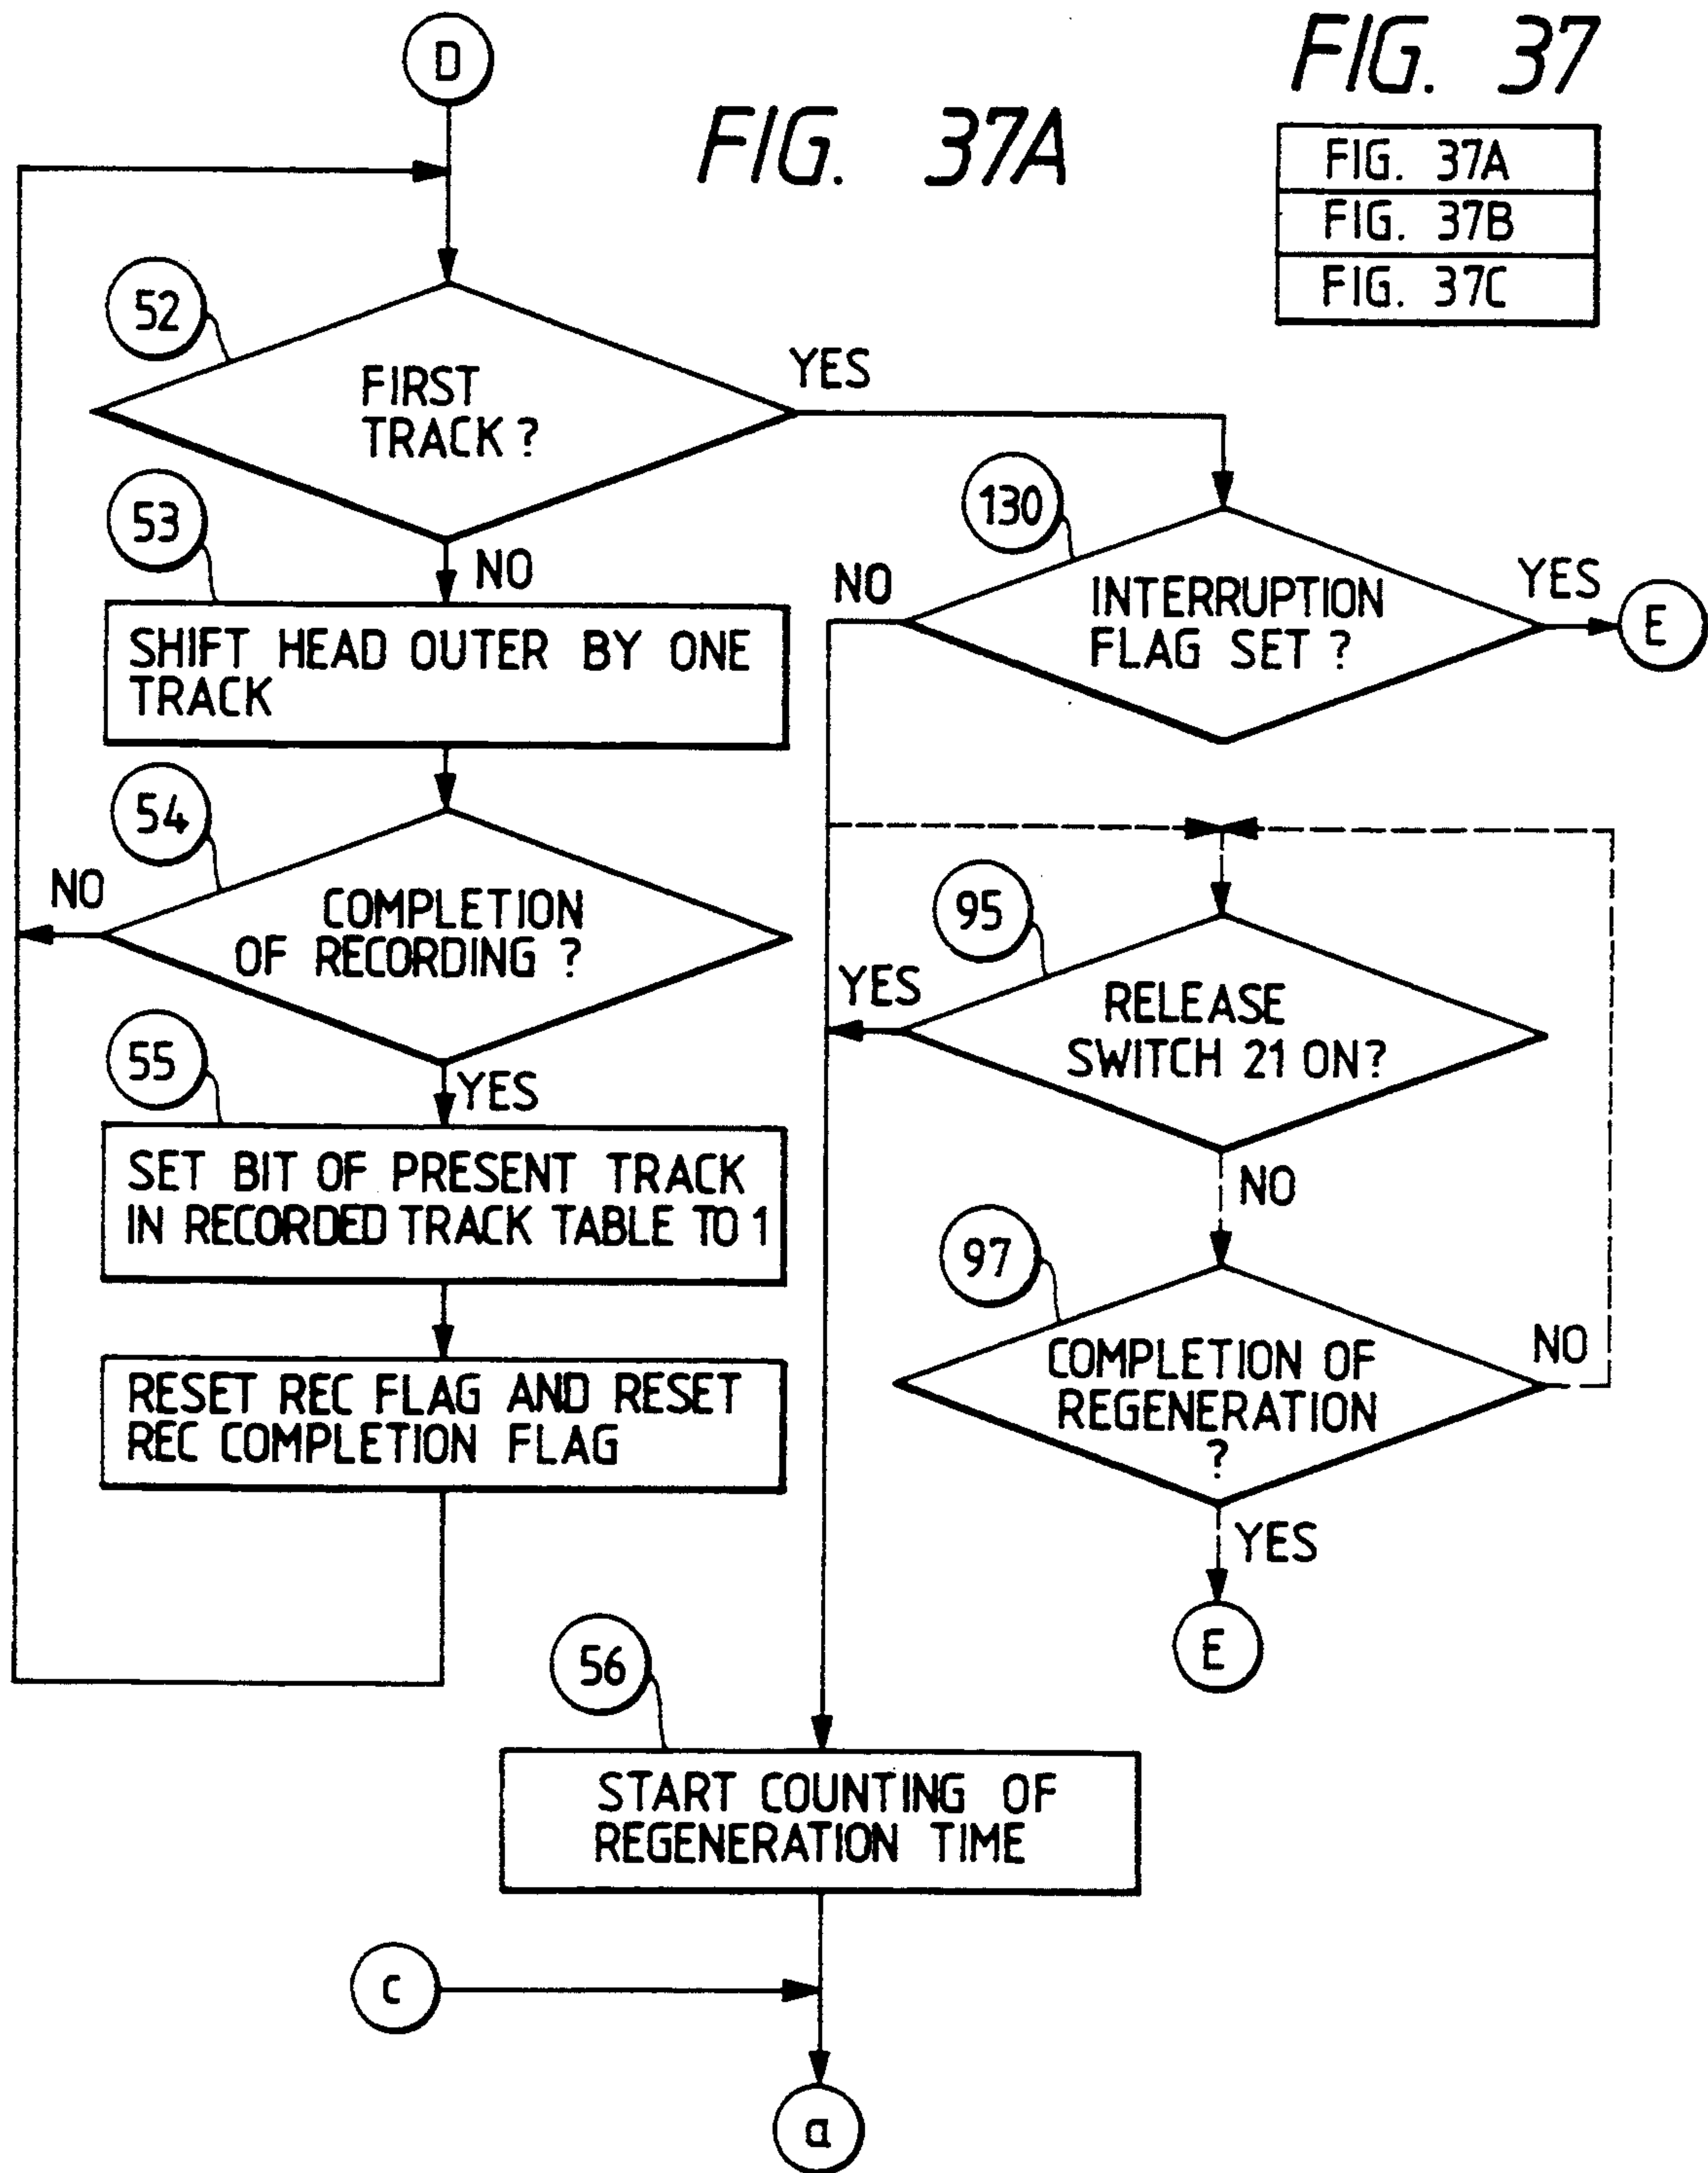 D
FIG. 37A
FIG. 37
FIG. 37A
FIG. 37B
FIG. 37C
52
FIRST
TRACK ?
YES
NO
53
SHIFT HEAD OUTER BY ONE
TRACK
130
INTERRUPTION
FLAG SET ?
NO
YES
E
54
COMPLETION
OF RECORDING ?
NO
YES
55
SET BIT OF PRESENT TRACK
IN RECORDED TRACK TABLE TO 1
RESET REC FLAG AND RESET
REC COMPLETION FLAG
95
RELEASE
SWITCH 21 ON?
YES
NO
97
COMPLETION OF
REGENERATION
?
NO
YES
E
56
START COUNTING OF
REGENERATION TIME
C
a